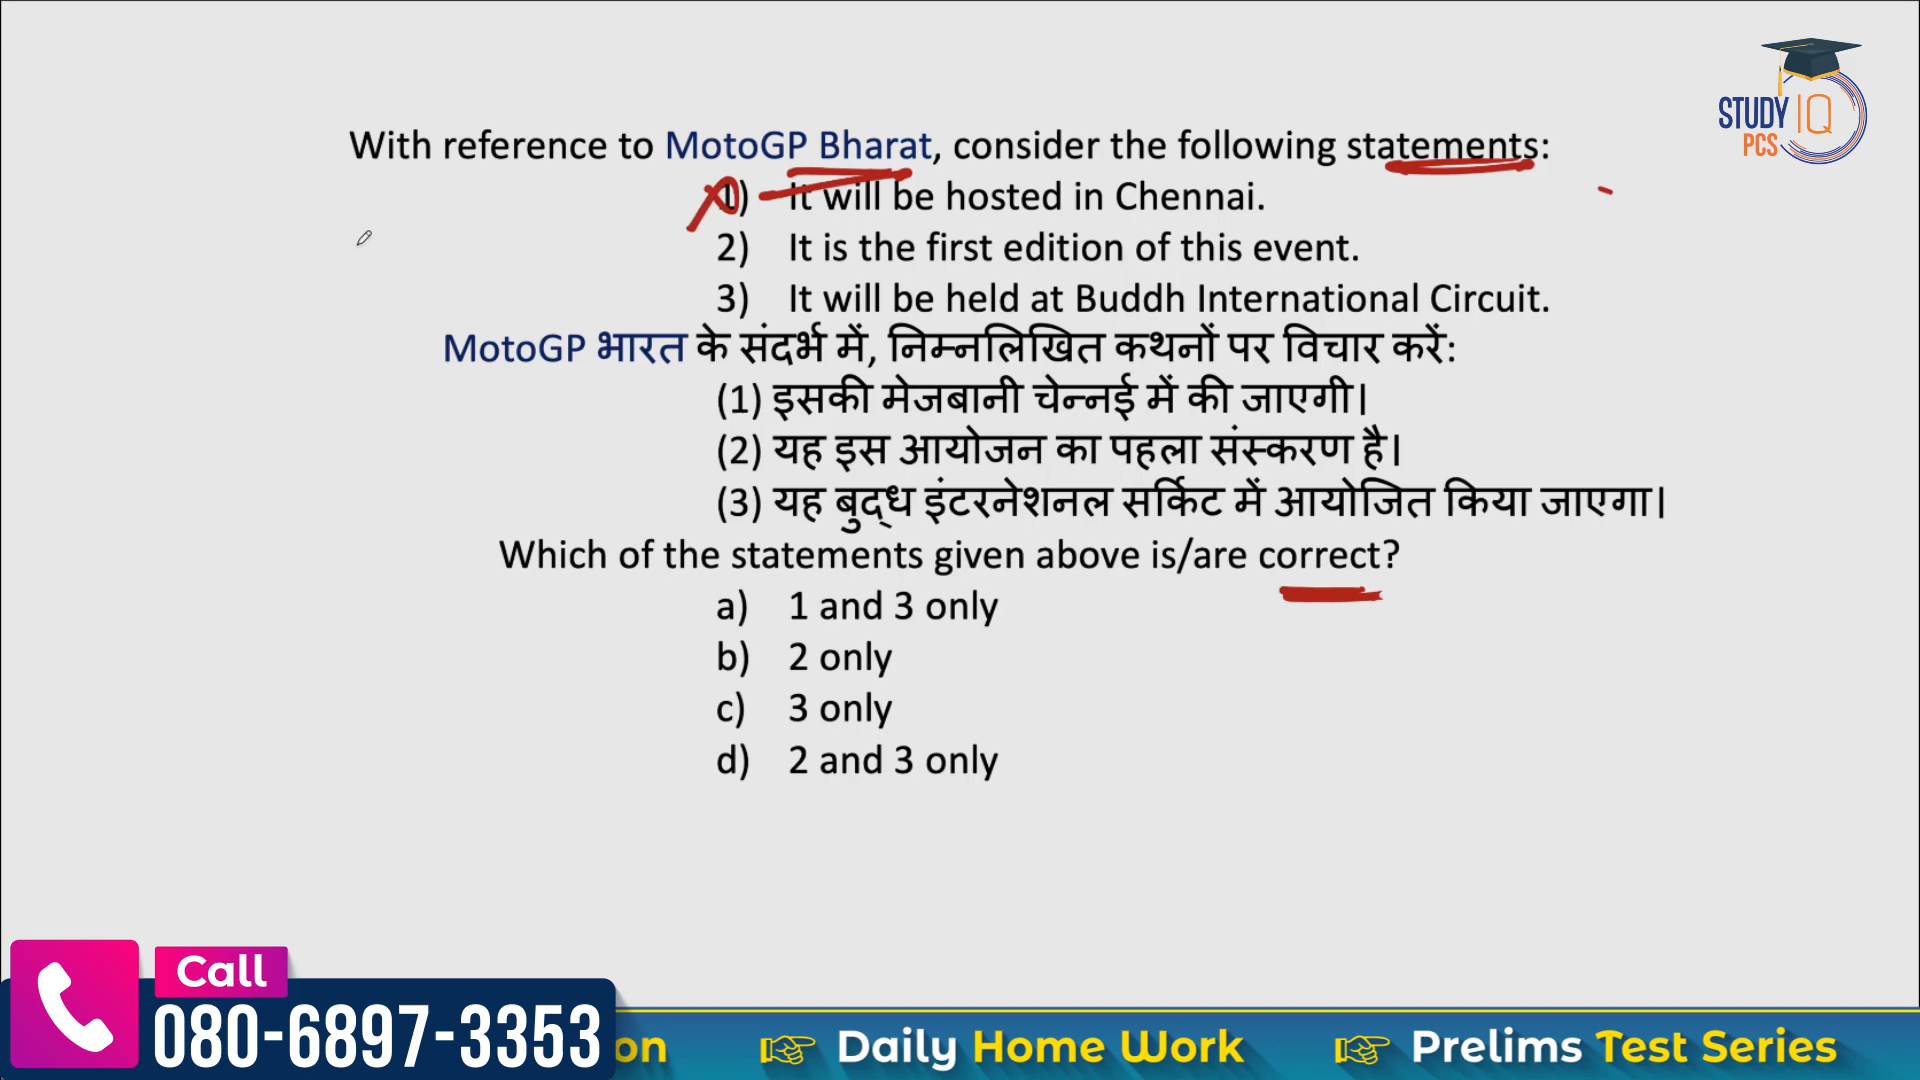 STUDY IQ
PCS
With reference to MotoGP Bharat, consider the following statements:
1) It will be hosted in Chennai.
2) It is the first edition of this event.
3) It will be held at Buddh International Circuit.
MotoGP भारत के संदर्भ में, निम्नलिखित कथनों पर विचार करें:
(1) इसकी मेजबानी चेन्नई में की जाएगी।
(2) यह इस आयोजन का पहला संस्करण है।
(3) यह बुद्ध इंटरनेशनल सर्किट में आयोजित किया जाएगा।
Which of the statements given above is/are correct?
a) 1 and 3 only
b) 2 only
c) 3 only
d) 2 and 3 only
Call
080-6897-3353
on Daily Home Work Prelims Test Series